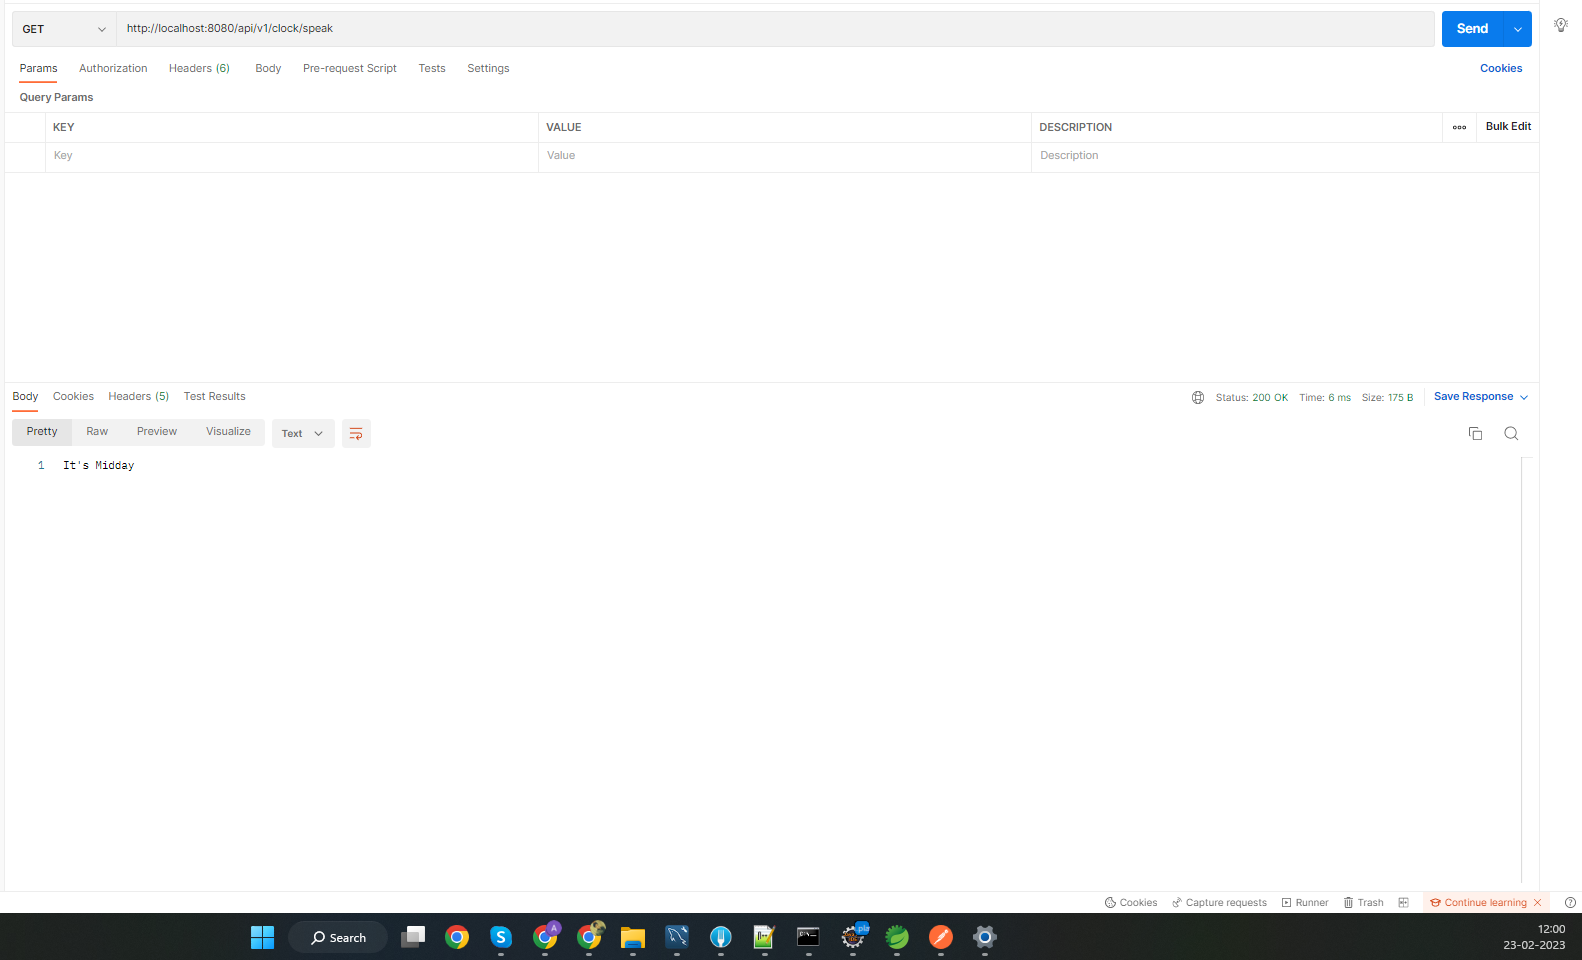 GET http://localhost:8080/api/v1/clock/speak Send
Params Authorization Headers (6) Body Pre-request Script Tests Settings Cookies
Query Params
KEY VALUE DESCRIPTION ooo Bulk Edit
Key Value Description
Body Cookies Headers (5) Test Results Status: 200 OK Time: 6 ms Size: 175 B Save Response
Pretty Raw Preview Visualize Text
1 It's Midday
Cookies Capture requests Runner Trash Continue learning
Search
12:00
23-02-2023